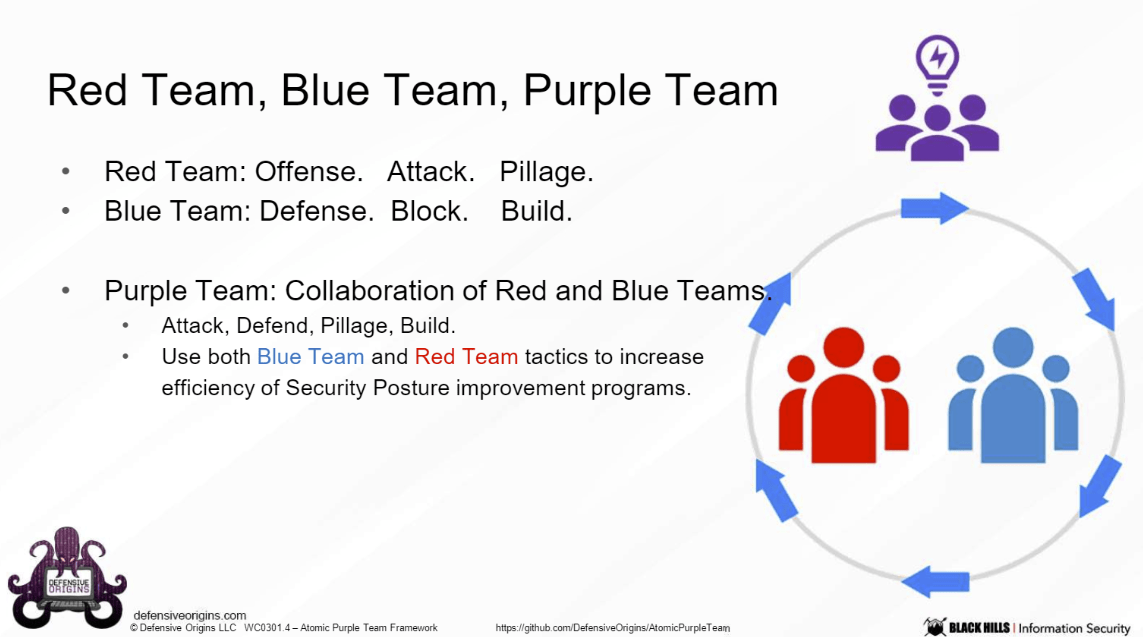 Red Team, Blue Team, Purple Team
• Red Team: Offense. Attack. Pillage.
• Blue Team: Defense. Block. Build.
• Purple Team: Collaboration of Red and Blue Teams.
• Attack, Defend, Pillage, Build.
• Use both Blue Team and Red Team tactics to increase
efficiency of Security Posture improvement programs.
DEFENSIVE
ORIGINS
defensiveorigins.com
© Defensive Origins LLC WC0301.4 – Atomic Purple Team Framework
https://github.com/DefensiveOrigins/AtomicPurpleTeam
BLACK HILLS | Information Security